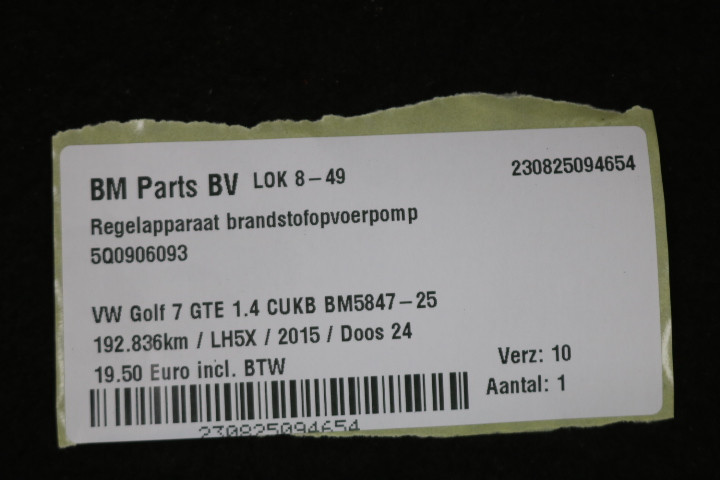 BM Parts BV LOK 8-49
230825094654
Regelapparaat brandstofopvoerpomp
5Q0906093
VW Golf 7 GTE 1.4 CUKB BM5847-25
192.836km / LH5X / 2015 / Doos 24
19.50 Euro incl. BTW
Verz: 10
Aantal: 1
230825094654